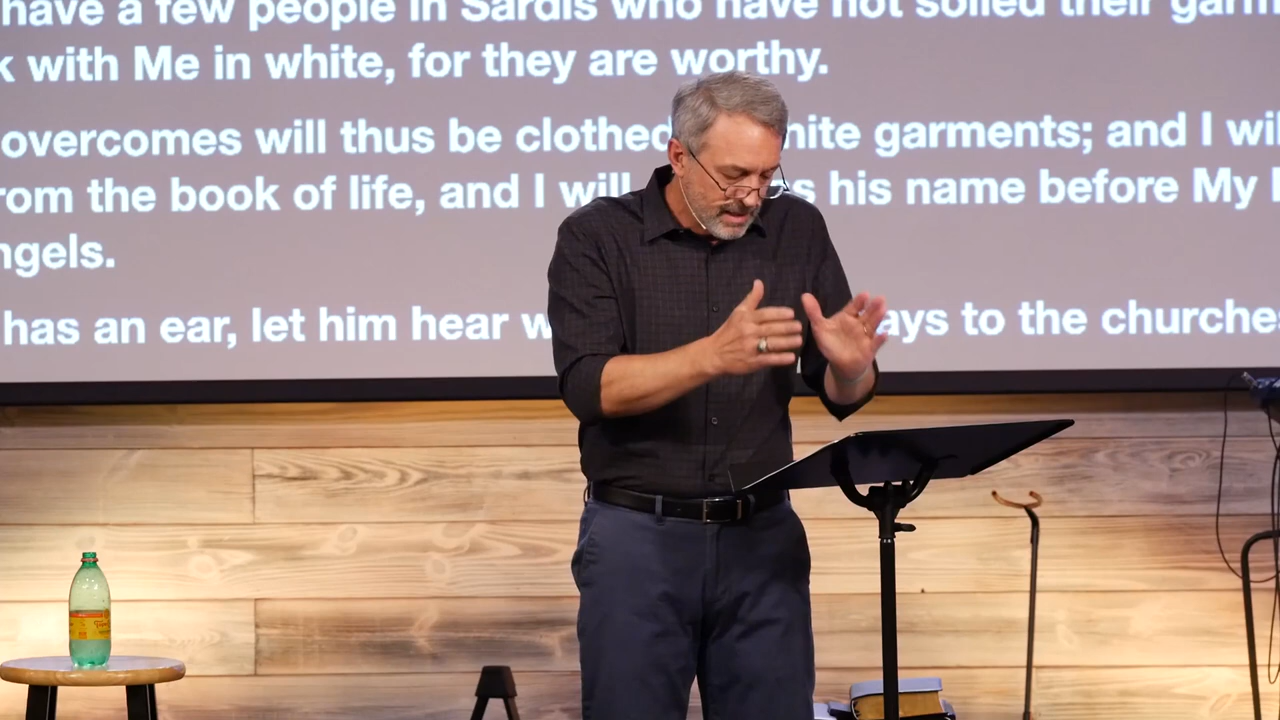 have a few people in Sardis who have not soiled their garm
k with Me in white, for they are worthy.
overcomes will thus be clothed hite garments; and I wil
rom the book of life, and I will s his name before My
ngels.
has an ear, let him hear w ays to the churche